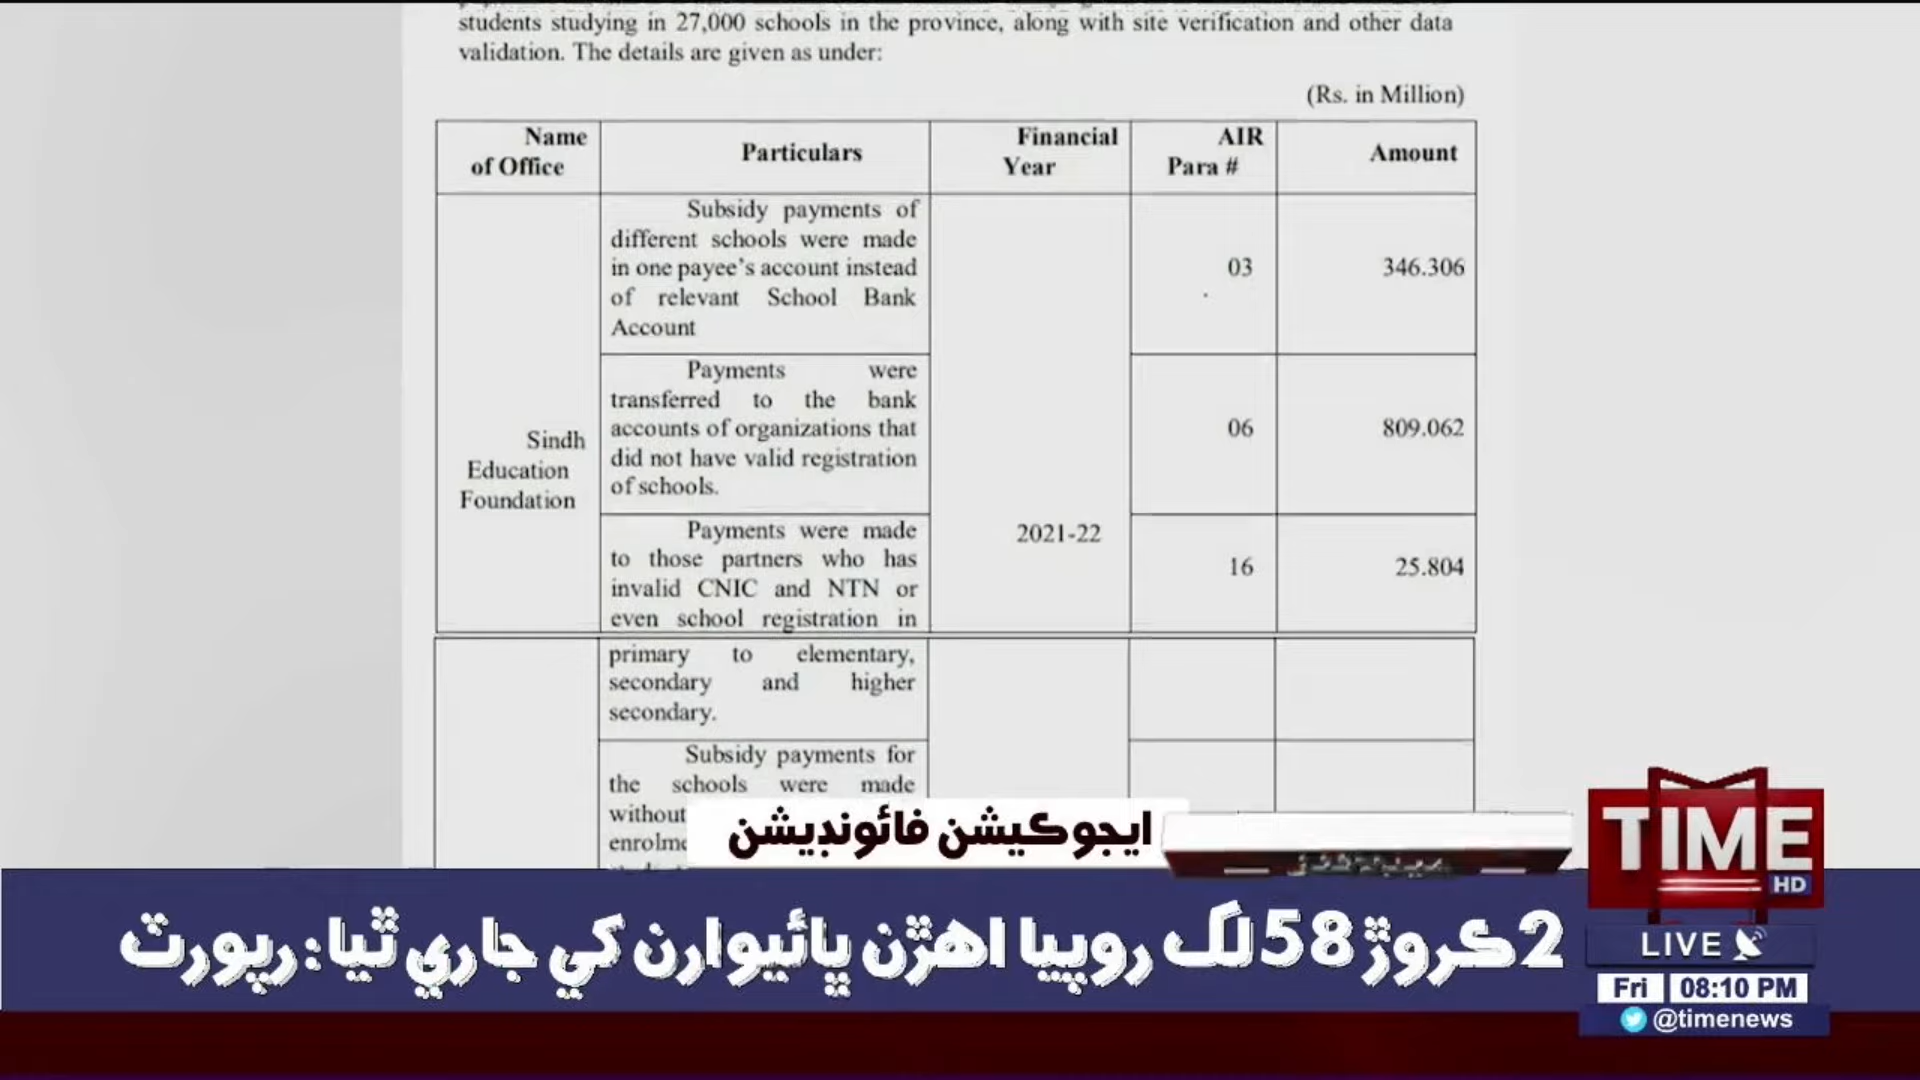 students studying in 27,000 schools in the province, along with site verification and other data
validation. The details are given as under:
(Rs. in Million)
Name
of Office
Particulars
Financial
Year
AIR
Para #
Amount
Sindh
Education
Foundation
Subsidy payments of
different schools were made
in one payee's account instead
of relevant School Bank
Account
2021-22
03
346.306
Payments were
transferred to the bank
accounts of organizations that
did not have valid registration
of schools.
06
809.062
Payments were made
to those partners who has
invalid CNIC and NTN or
even school registration in
16
25.804
primary to elementary,
secondary and higher
secondary.
Subsidy payments for
the schools were made
without
ايجوڪيشن فائونڊيشن
2ڪروڙ 58 لک روپيا اهڙن ڀائيوارن کي جاري ٿيا: رپورٽ
TIME
HD
LIVE
Fri 08:10 PM
@timenews